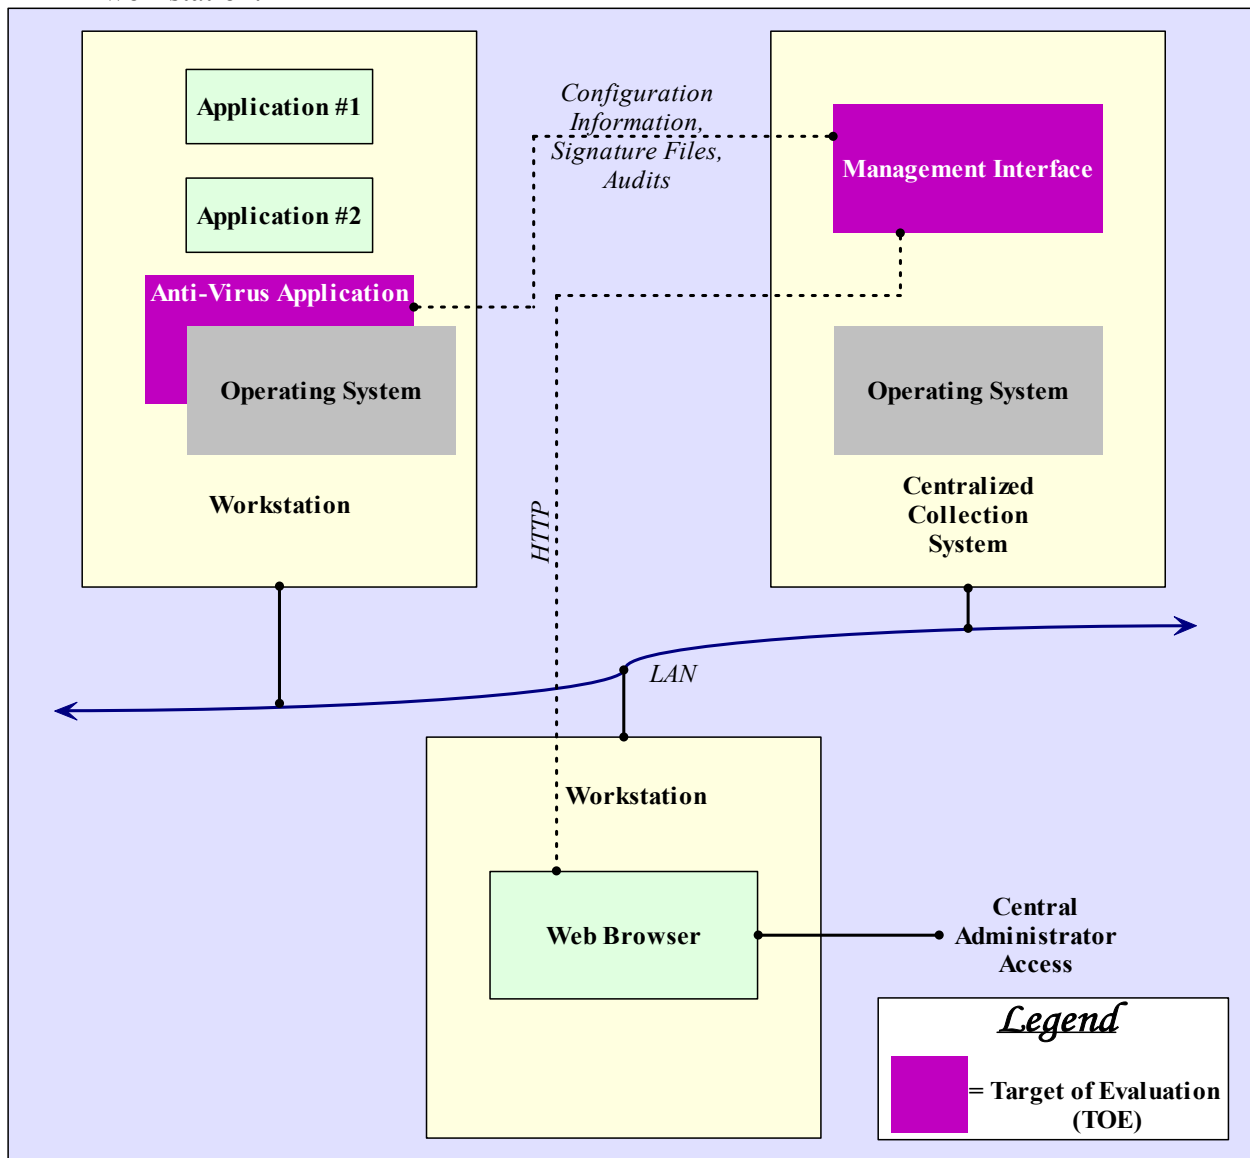 Application #1
Application #2
Anti-Virus Application
Operating System
Workstation
Configuration
Information,
Signature Files,
Audits
Management Interface
Operating System
Centralized
Collection
System
HTTP
LAN
Workstation
Web Browser
Central
Administrator
Access
Legend
= Target of Evaluation
(TOE)